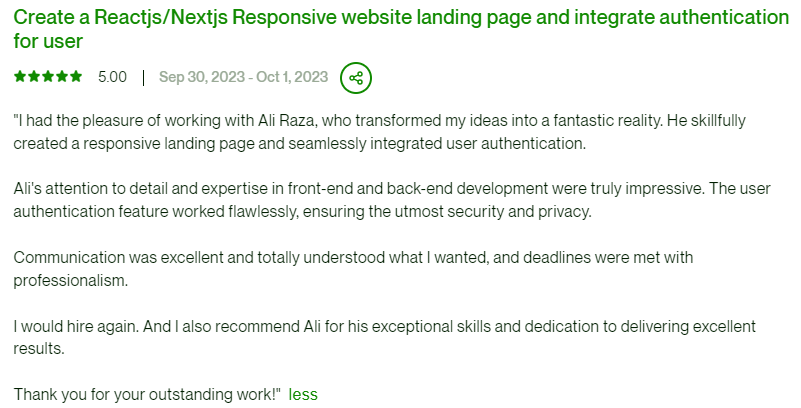 Create a Reactjs/Nextjs Responsive website landing page and integrate authentication
for user
5.00 | Sep 30, 2023 - Oct 1, 2023
"I had the pleasure of working with Ali Raza, who transformed my ideas into a fantastic reality. He skillfully
created a responsive landing page and seamlessly integrated user authentication.
Ali's attention to detail and expertise in front-end and back-end development were truly impressive. The user
authentication feature worked flawlessly, ensuring the utmost security and privacy.
Communication was excellent and totally understood what I wanted, and deadlines were met with
professionalism.
I would hire again. And I also recommend Ali for his exceptional skills and dedication to delivering excellent
results.
Thank you for your outstanding work!" less